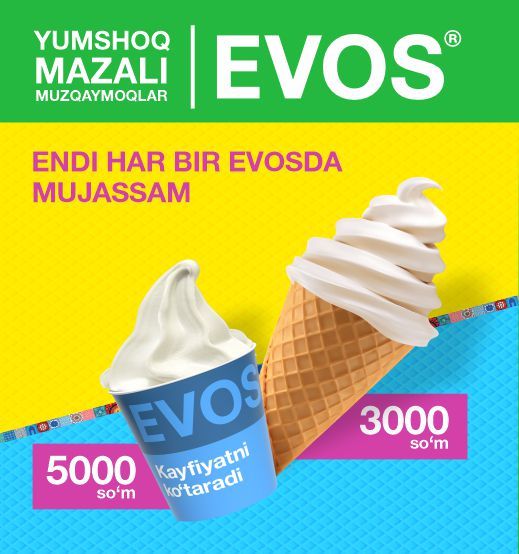 YUMSHOQ
MAZALI
MUZQAYMOQLAR
EVOS®
ENDI HAR BIR EVOSDA
MUJASSAM
EVOS
Kayfiyatni
ko‘taradi
5000
so‘m
3000
so‘m